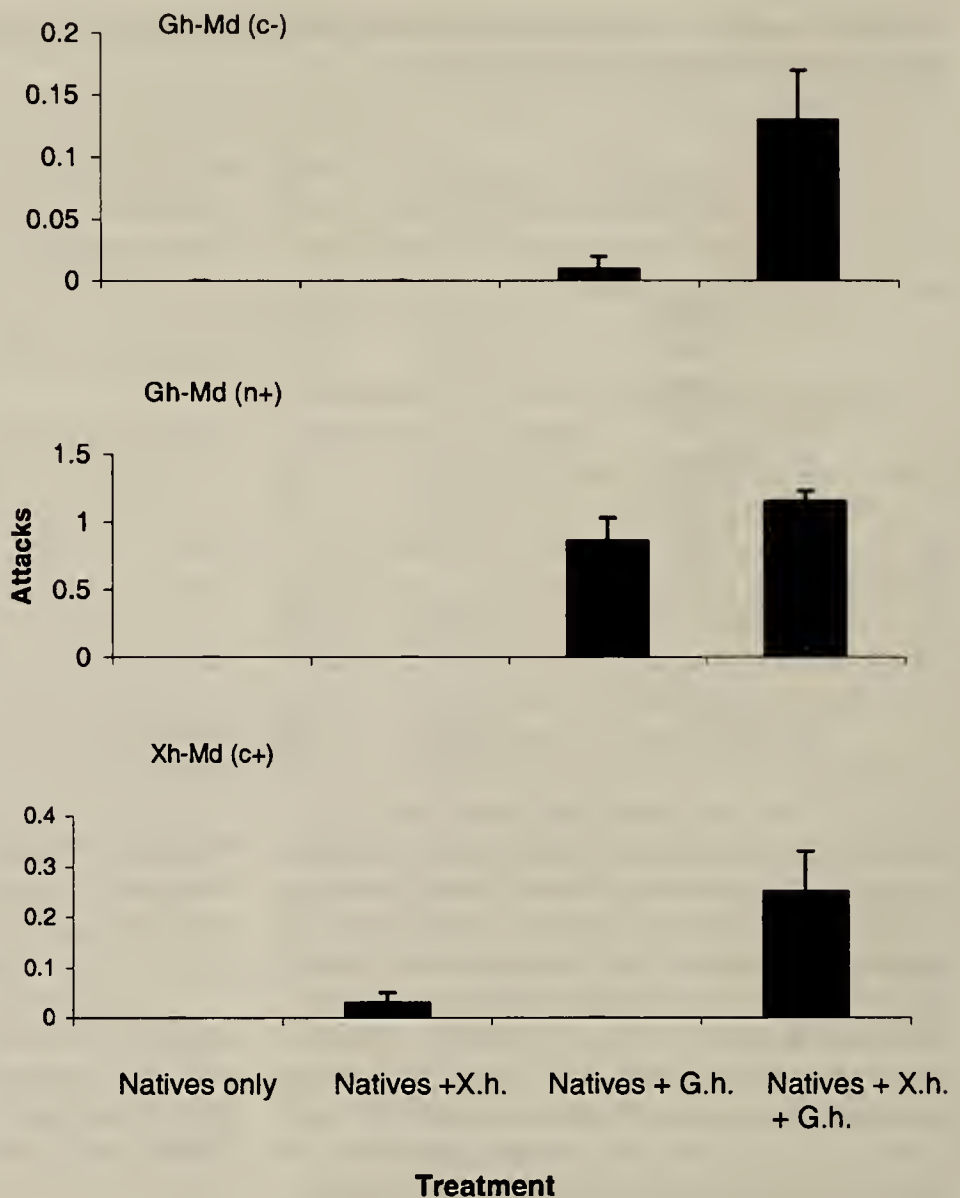 Gh-Md (c-)
0.2
0.15
0.1
0.05
0
Gh-Md (n+)
1.5
1
0.5
0
Attacks
Xh-Md (c+)
0.4
0.3
0.2
0.1
0
Natives only
Natives +X.h.
Natives + G.h.
Natives + X.h.
+ G.h.
Treatment